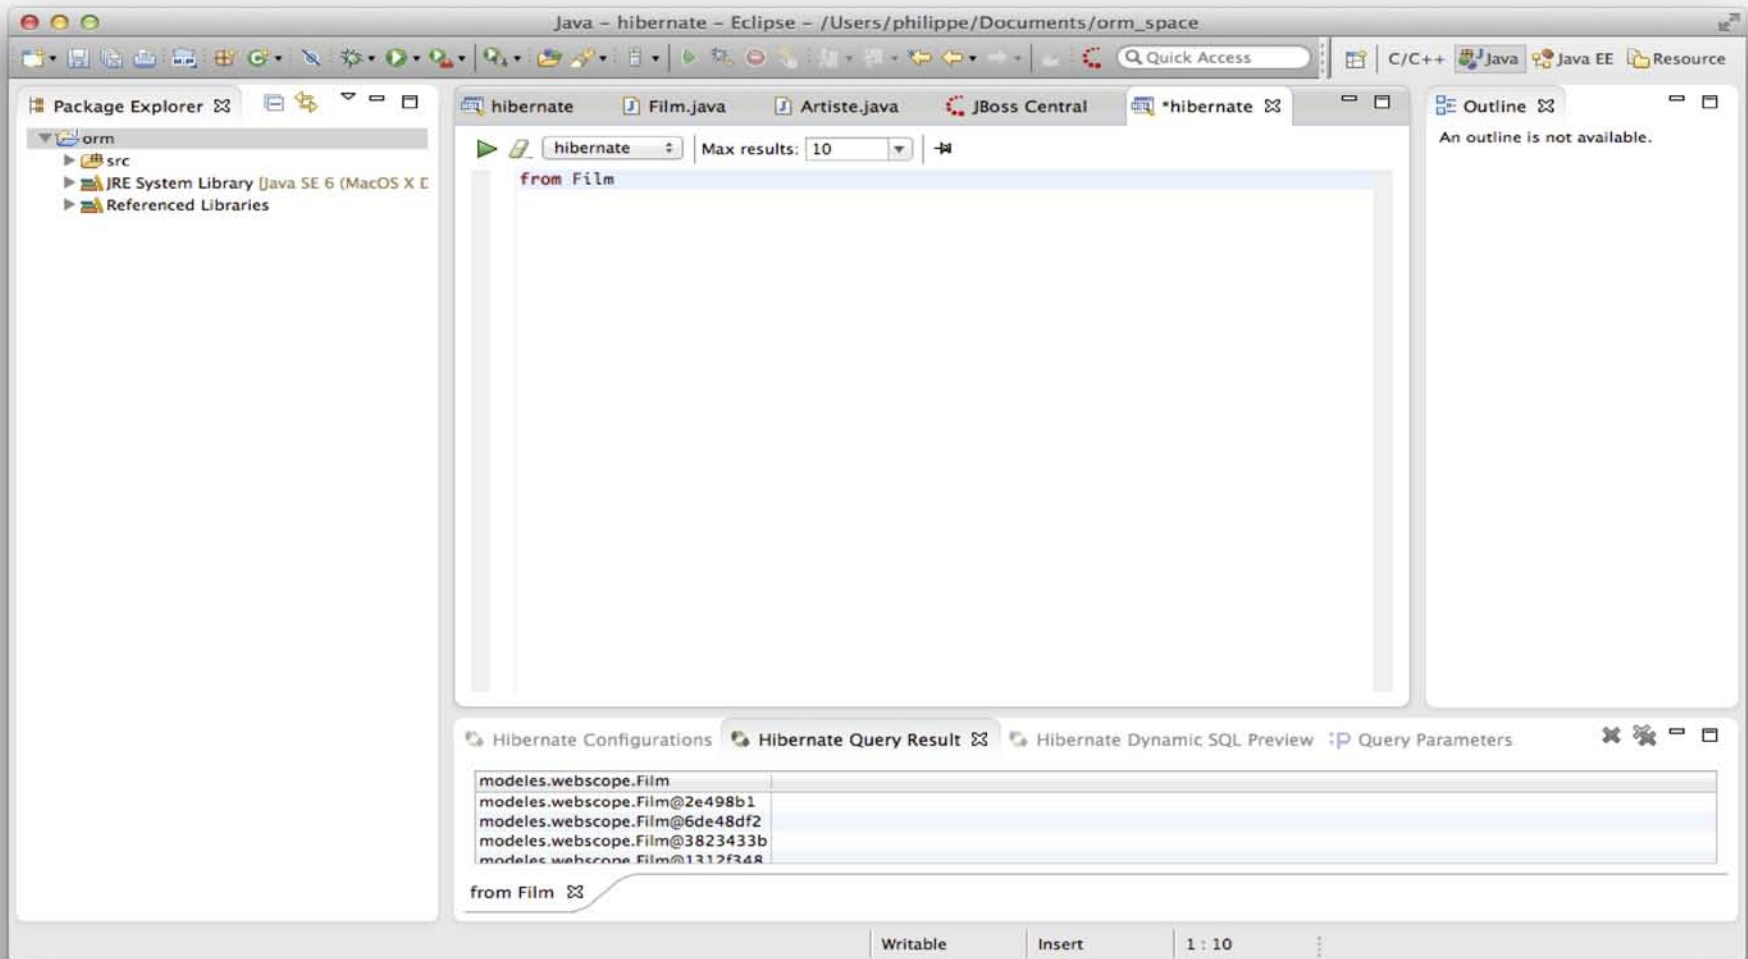 Java – hibernate – Eclipse – /Users/philippe/Documents/orm_space
Quick Access
C/C++ Java Java EE Resource
Package Explorer
orm
src
JRE System Library [Java SE 6 (MacOS X D
Referenced Libraries
hibernate Film.java Artiste.java JBoss Central *hibernate
hibernate Max results: 10
from Film
Outline
An outline is not available.
Hibernate Configurations Hibernate Query Result Hibernate Dynamic SQL Preview :P Query Parameters
modeles.webscope.Film
modeles.webscope.Film@2e498b1
modeles.webscope.Film@6de48df2
modeles.webscope.Film@3823433b
modeles.webscope.Film@1312f348
from Film
Writable Insert 1 : 10